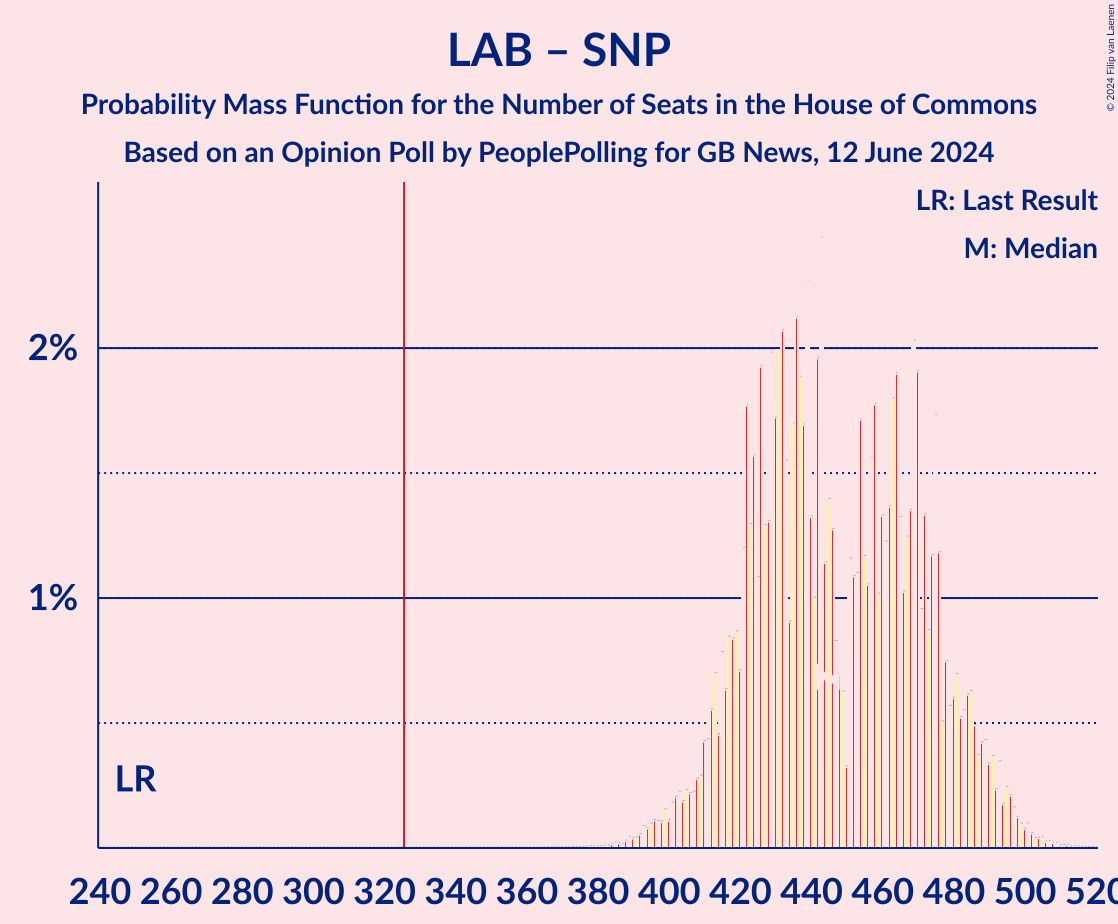 LAB – SNP
Probability Mass Function for the Number of Seats in the House of Commons
Based on an Opinion Poll by PeoplePolling for GB News, 12 June 2024
© 2024 Filip van Laenen
LR: Last Result
M: Median
2%
1%
LR
240 260 280 300 320 340 360 380 400 420 440 460 480 500 520